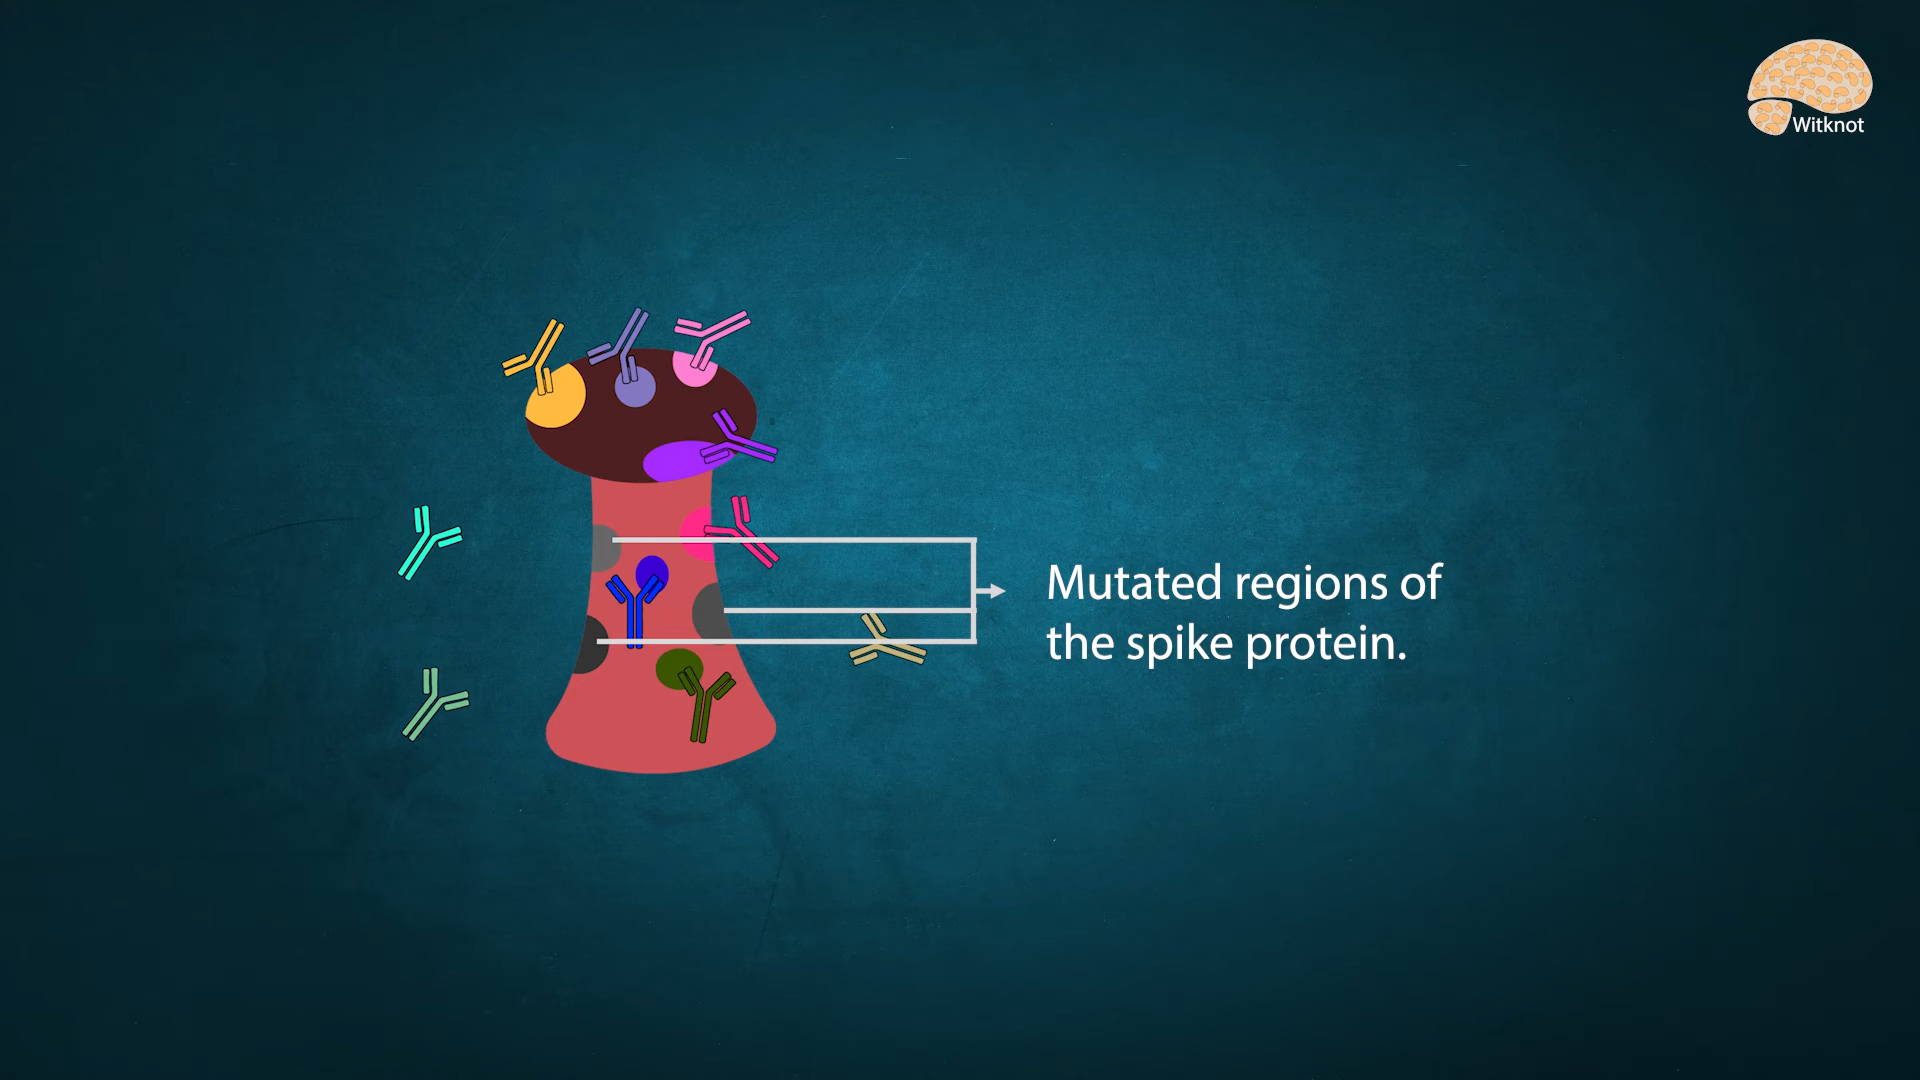 Witknot
Mutated regions of
the spike protein.